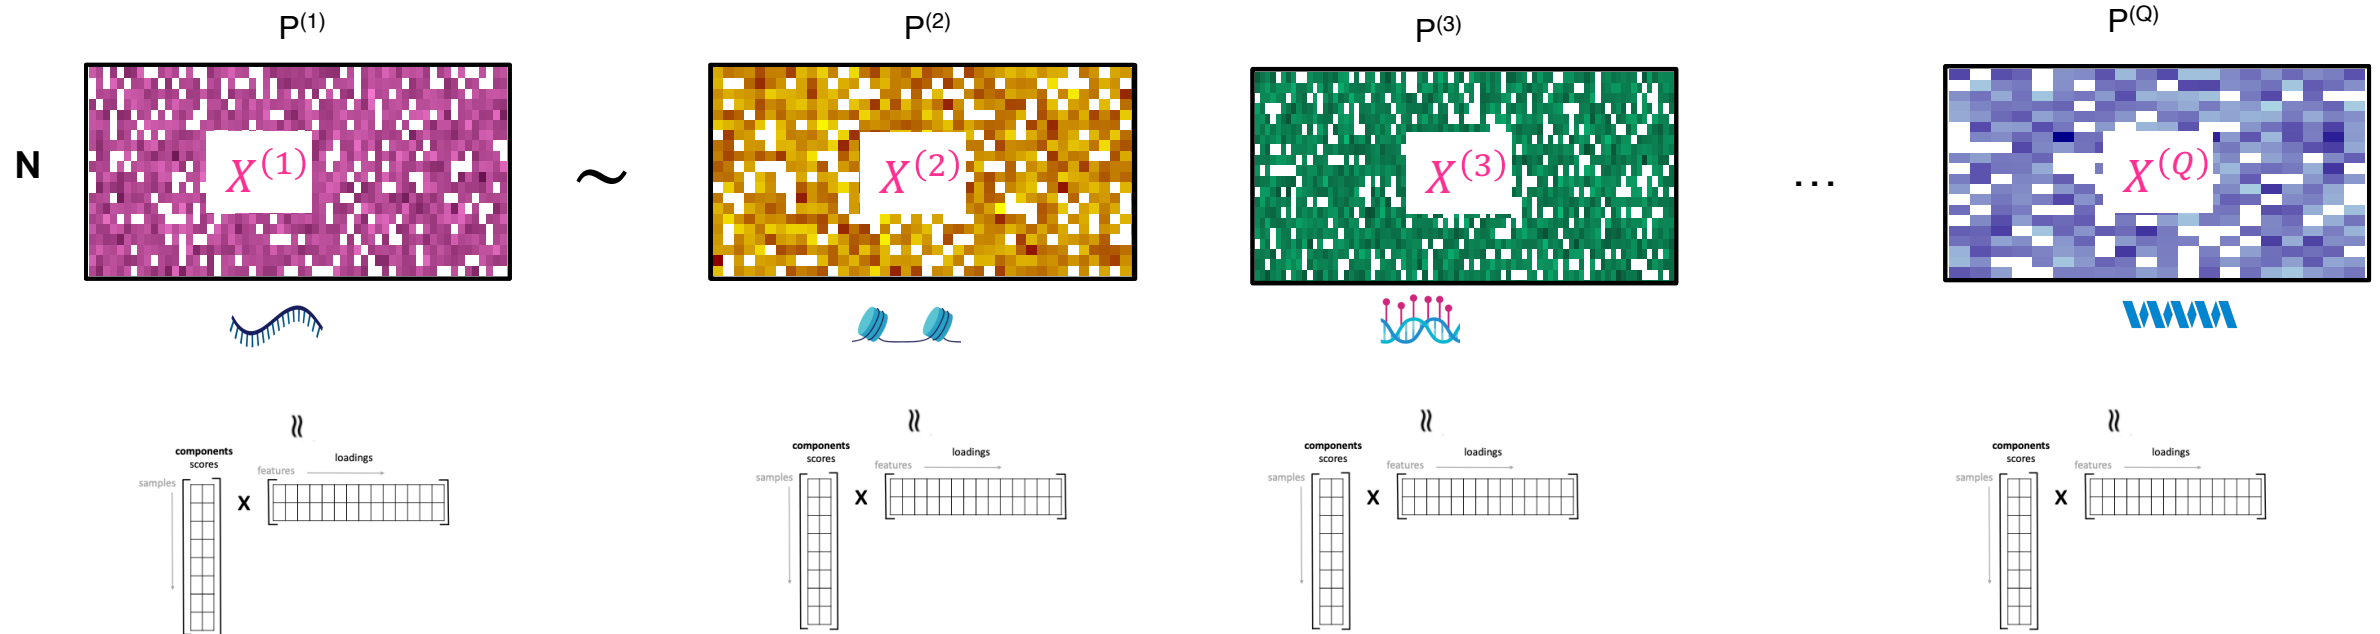 P(1)
P(2)
P(3)
P(Q)
N
X(1)
~
X(2)
X(3)
...
X(Q)
≈
≈
≈
≈
components
scores
loadings
features
samples
X
components
scores
loadings
features
samples
X
components
scores
loadings
features
samples
X
components
scores
loadings
features
samples
X